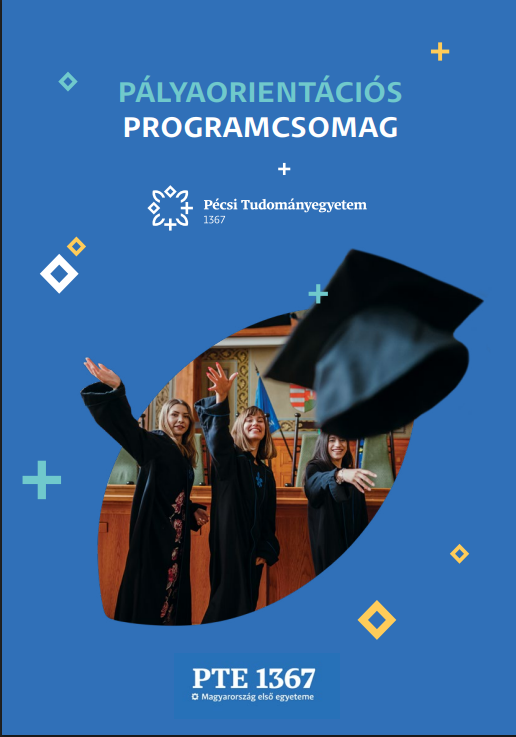 PÁLYAORIENTÁCIÓS
PROGRAMCSOMAG
Pécsi Tudományegyetem
1367
PTE 1367
Magyarország első egyeteme